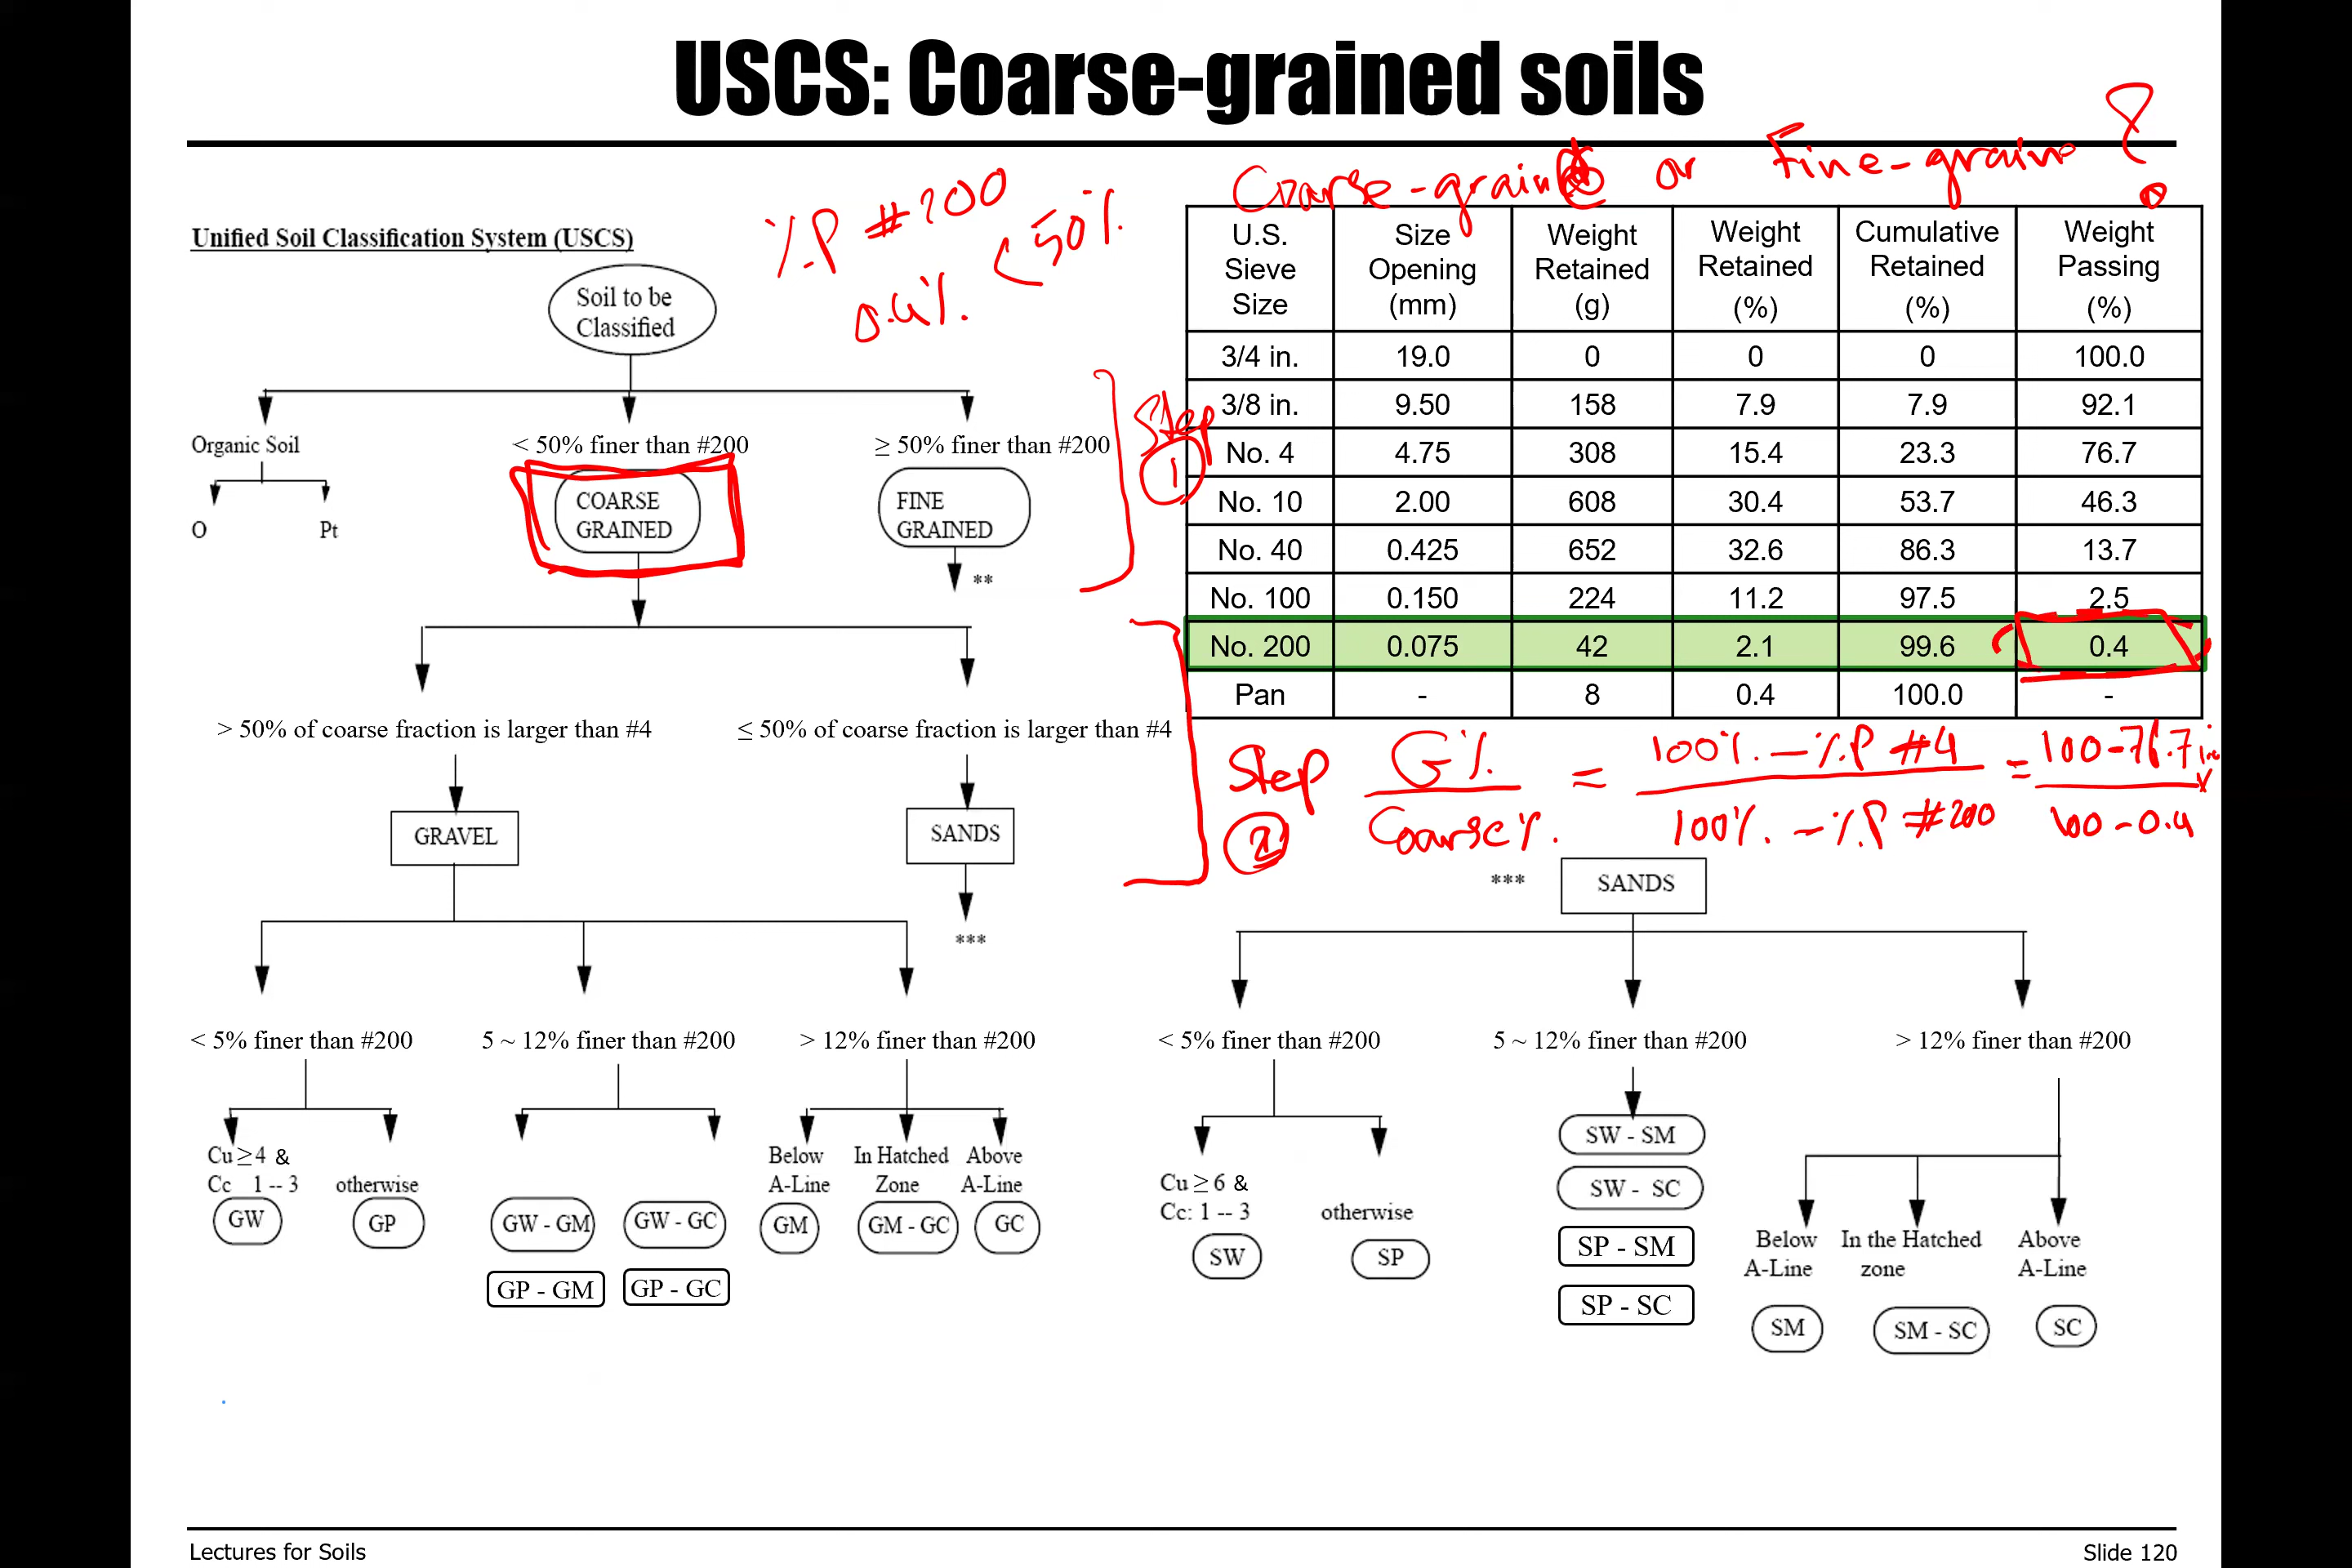 USCS: Coarse-grained soils
Coarse-grained or Fine-grain ?
%P #200 < 50%
0.4%
Unified Soil Classification System (USCS)
Soil to be
Classified
Organic Soil
O Pt
< 50% finer than #200
COARSE
GRAINED
≥ 50% finer than #200
FINE
GRAINED
**
Step
1
U.S. Sieve Size | Size Opening (mm) | Weight Retained (g) | Weight Retained (%) | Cumulative Retained (%) | Weight Passing (%)
3/4 in. 19.0 0 0 0 100.0
3/8 in. 9.50 158 7.9 7.9 92.1
No. 4 4.75 308 15.4 23.3 76.7
No. 10 2.00 608 30.4 53.7 46.3
No. 40 0.425 652 32.6 86.3 13.7
No. 100 0.150 224 11.2 97.5 2.5
No. 200 0.075 42 2.1 99.6 0.4
Pan - 8 0.4 100.0 -
> 50% of coarse fraction is larger than #4
≤ 50% of coarse fraction is larger than #4
GRAVEL
SANDS
***
Step
2
G% = 100% - %P #4 = 100-76.7
Coarse% 100% - %P #200 100-0.4
< 5% finer than #200
5 ~ 12% finer than #200
> 12% finer than #200
Cu ≥4 &
Cc 1 -- 3
GW
otherwise
GP
GW - GM
GW - GC
GP - GM
GP - GC
Below
A-Line
GM
In Hatched
Zone
GM - GC
Above
A-Line
GC
***
SANDS
< 5% finer than #200
5 ~ 12% finer than #200
> 12% finer than #200
Cu ≥ 6 &
Cc: 1 -- 3
SW
otherwise
SP
SW - SM
SW - SC
SP - SM
SP - SC
Below
A-Line
SM
In the Hatched
zone
SM - SC
Above
A-Line
SC
Lectures for Soils
Slide 120